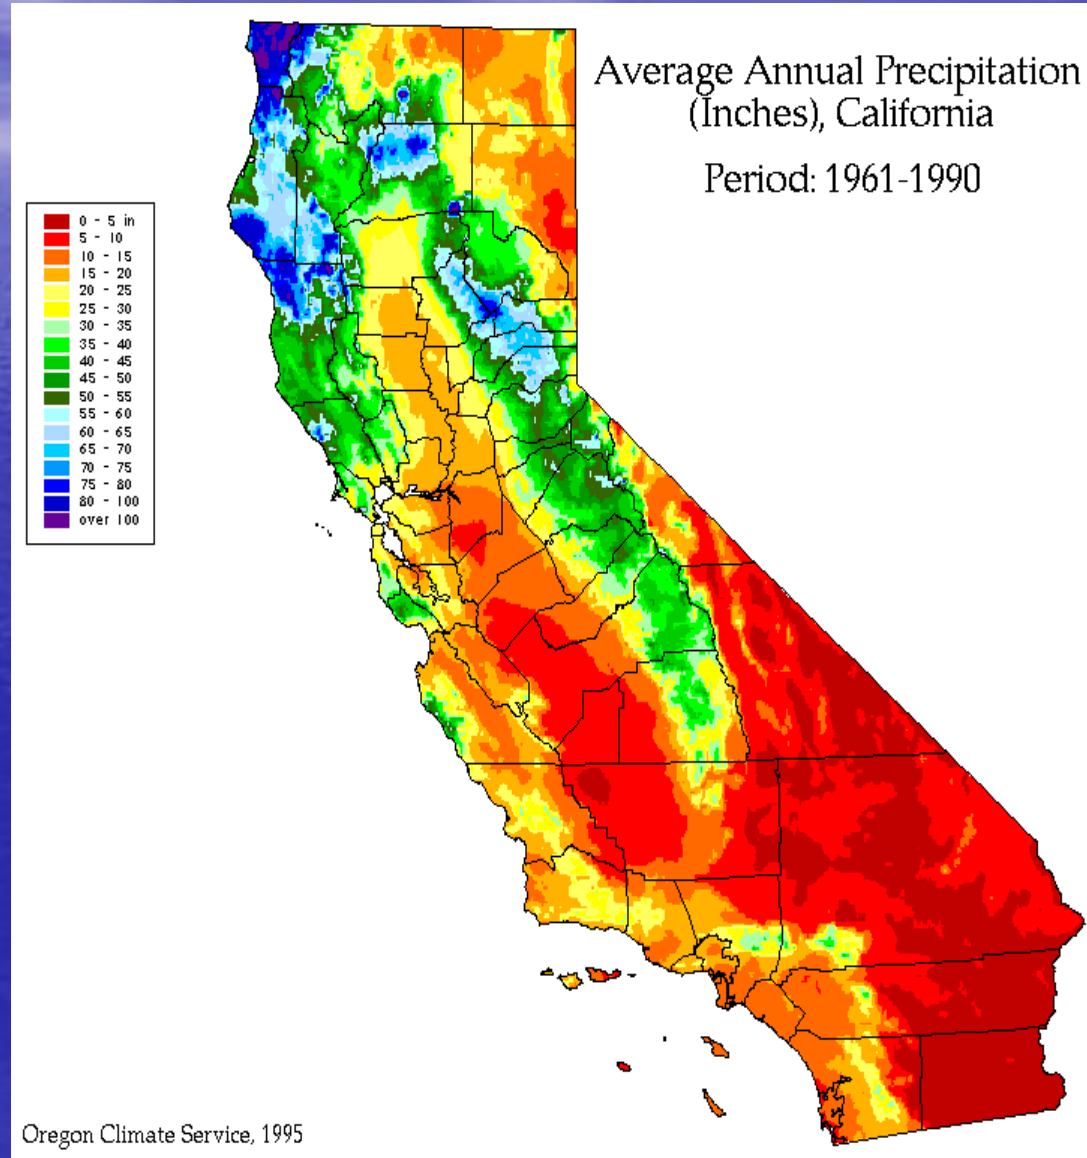 Average Annual Precipitation
(Inches), California
Period: 1961-1990
0 - 5 in
5 - 10
10 - 15
15 - 20
20 - 25
25 - 30
30 - 35
35 - 40
40 - 45
45 - 50
50 - 55
55 - 60
60 - 65
65 - 70
70 - 75
75 - 80
80 - 100
over 100
Oregon Climate Service, 1995